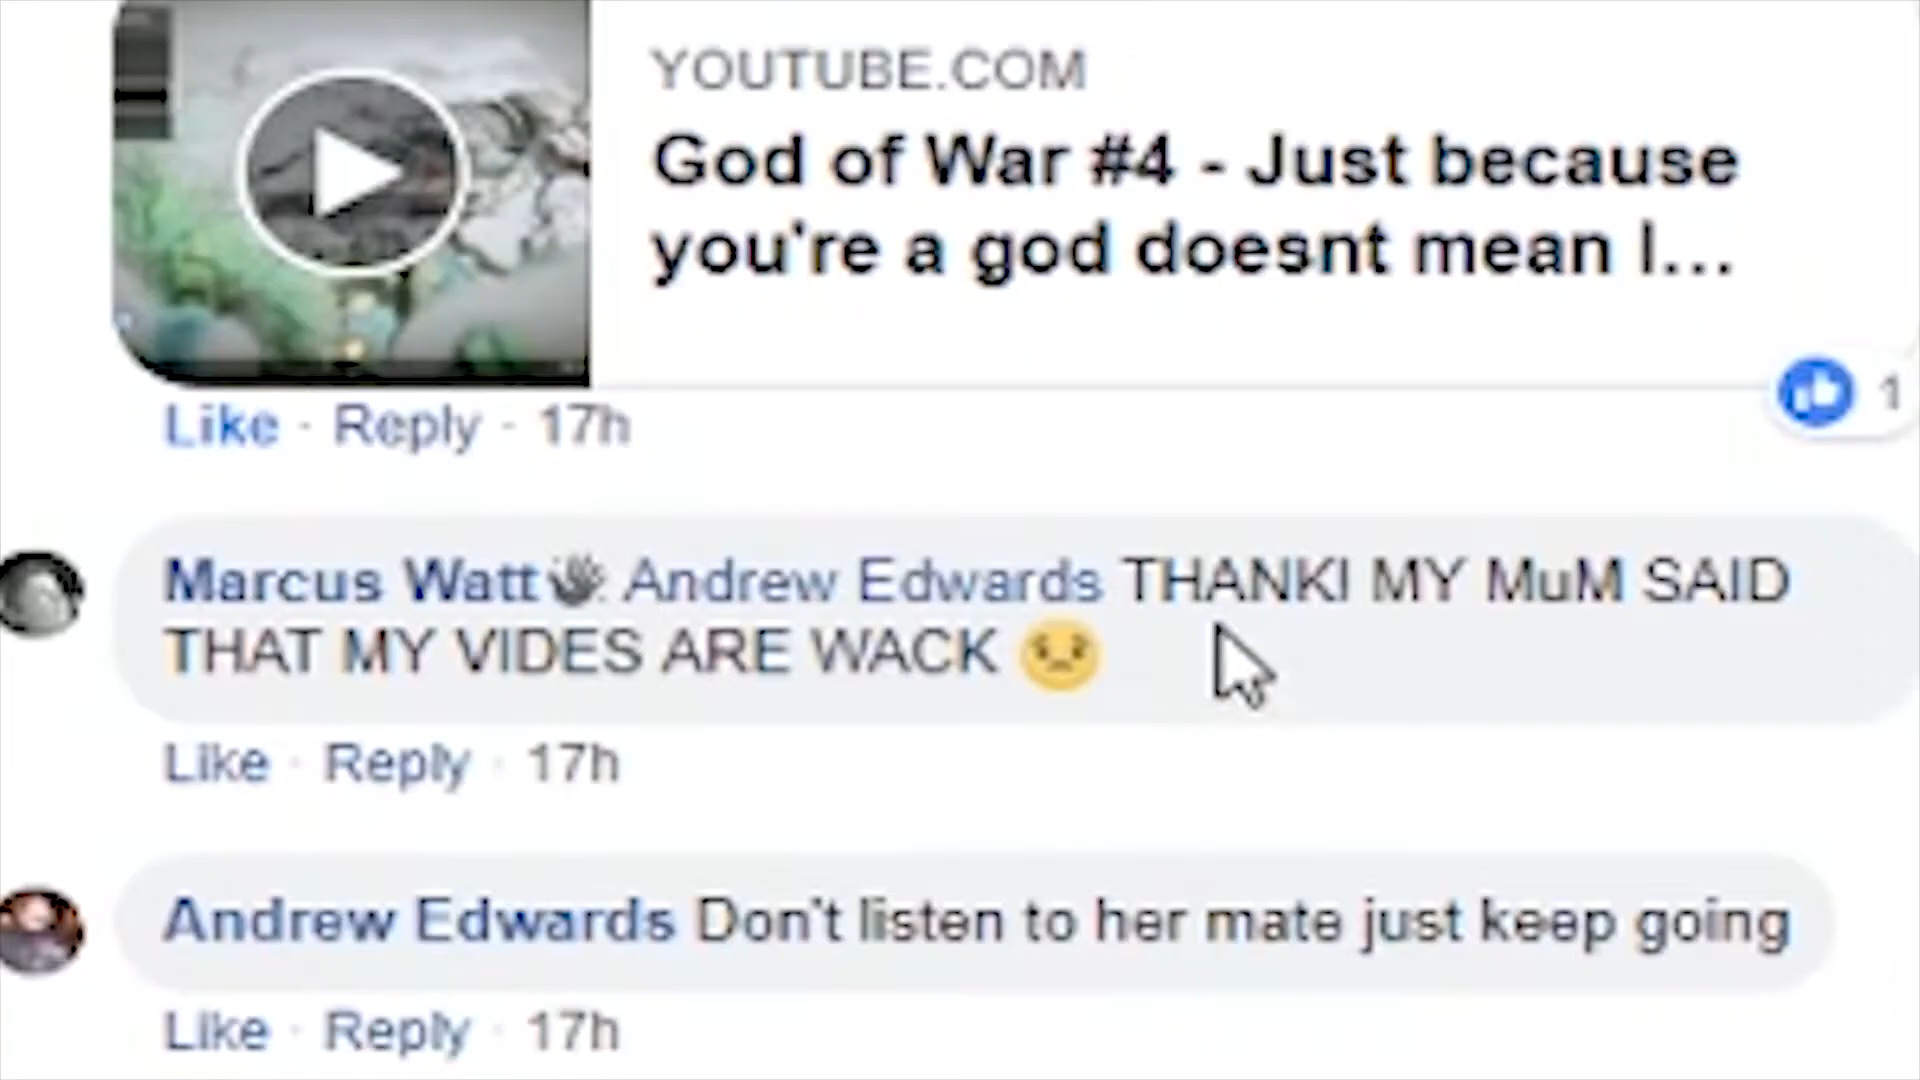 YOUTUBE.COM
God of War #4 - Just because
you're a god doesnt mean I...
1
Like · Reply · 17h
Marcus Watt👋 Andrew Edwards THANKI MY MuM SAID
THAT MY VIDES ARE WACK 😣
Like · Reply · 17h
Andrew Edwards Don't listen to her mate just keep going
Like · Reply · 17h